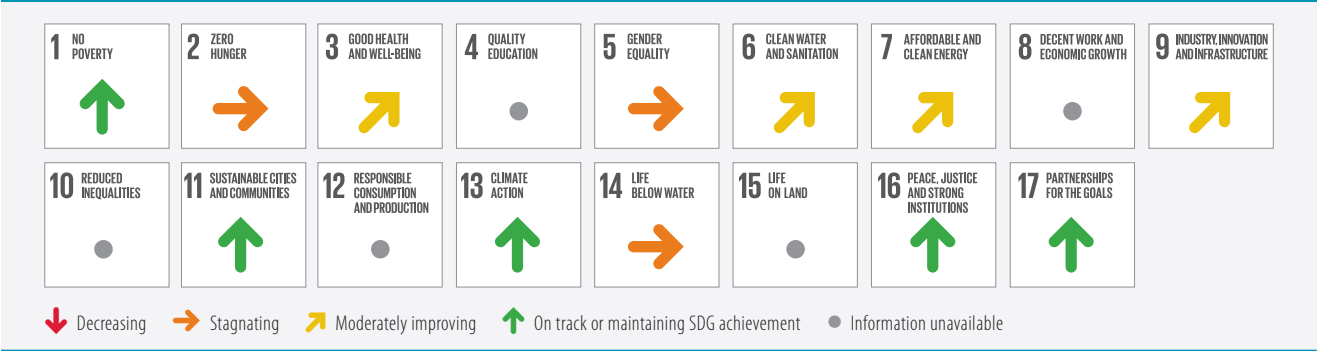 1 NO
POVERTY
2 ZERO
HUNGER
3 GOOD HEALTH
AND WELL-BEING
4 QUALITY
EDUCATION
5 GENDER
EQUALITY
6 CLEAN WATER
AND SANITATION
7 AFFORDABLE AND
CLEAN ENERGY
8 DECENT WORK AND
ECONOMIC GROWTH
9 INDUSTRY, INNOVATION
AND INFRASTRUCTURE
10 REDUCED
INEQUALITIES
11 SUSTAINABLE CITIES
AND COMMUNITIES
12 RESPONSIBLE
CONSUMPTION
AND PRODUCTION
13 CLIMATE
ACTION
14 LIFE
BELOW WATER
15 LIFE
ON LAND
16 PEACE, JUSTICE
AND STRONG
INSTITUTIONS
17 PARTNERSHIPS
FOR THE GOALS
Decreasing
Stagnating
Moderately improving
On track or maintaining SDG achievement
Information unavailable